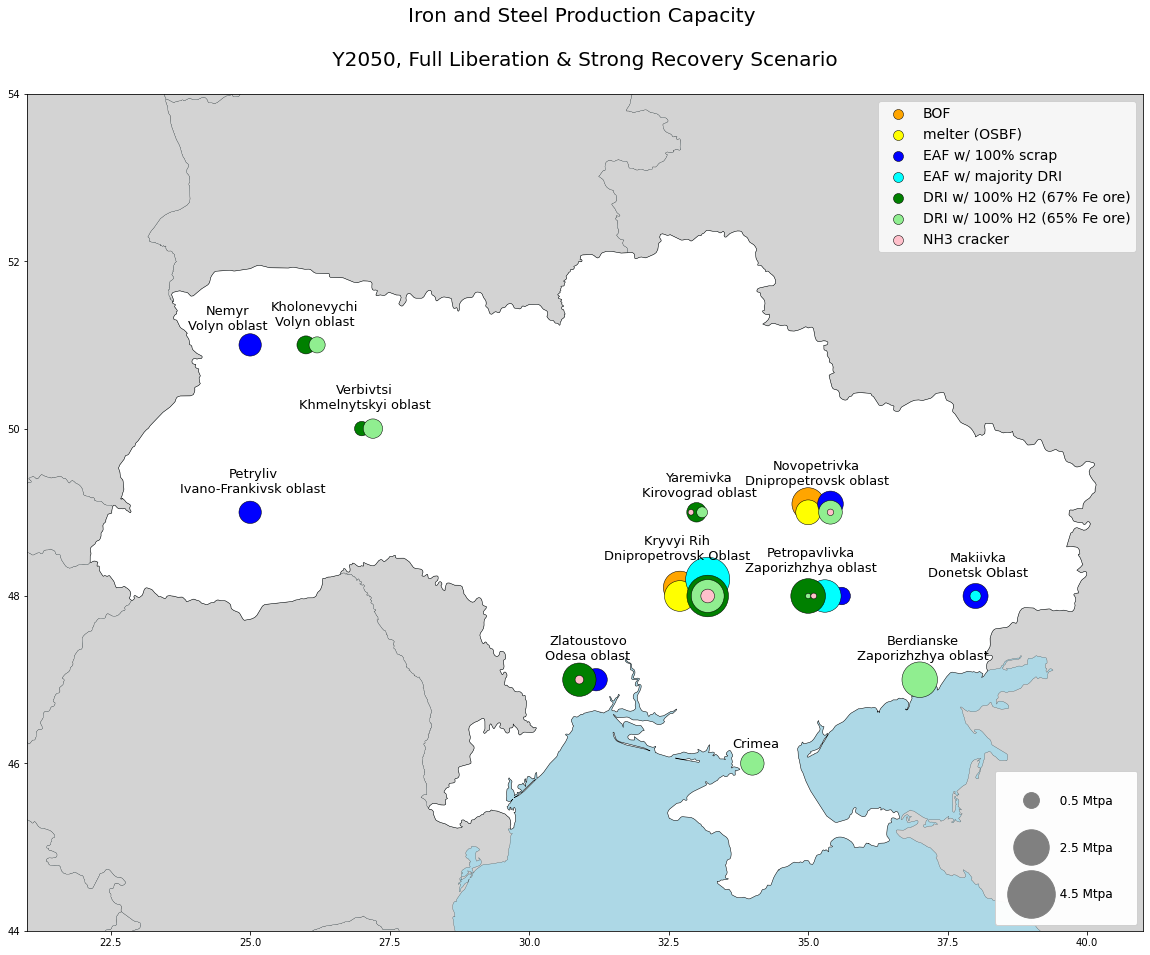 Iron and Steel Production Capacity
Y2050, Full Liberation & Strong Recovery Scenario
54
52
50
48
46
44
22.5
25.0
27.5
30.0
32.5
35.0
37.5
40.0
BOF
melter (OSBF)
EAF w/ 100% scrap
EAF w/ majority DRI
DRI w/ 100% H2 (67% Fe ore)
DRI w/ 100% H2 (65% Fe ore)
NH3 cracker
Nemyr
Volyn oblast
Kholonevychi
Volyn oblast
Verbivtsi
Khmelnytskyi oblast
Petryliv
Ivano-Frankivsk oblast
Yaremivka
Kirovograd oblast
Novopetrivka
Dnipropetrovsk oblast
Kryvyi Rih
Dnipropetrovsk Oblast
Petropavlivka
Zaporizhzhya oblast
Makiivka
Donetsk Oblast
Zlatoustovo
Odesa oblast
Berdianske
Zaporizhzhya oblast
Crimea
0.5 Mtpa
2.5 Mtpa
4.5 Mtpa